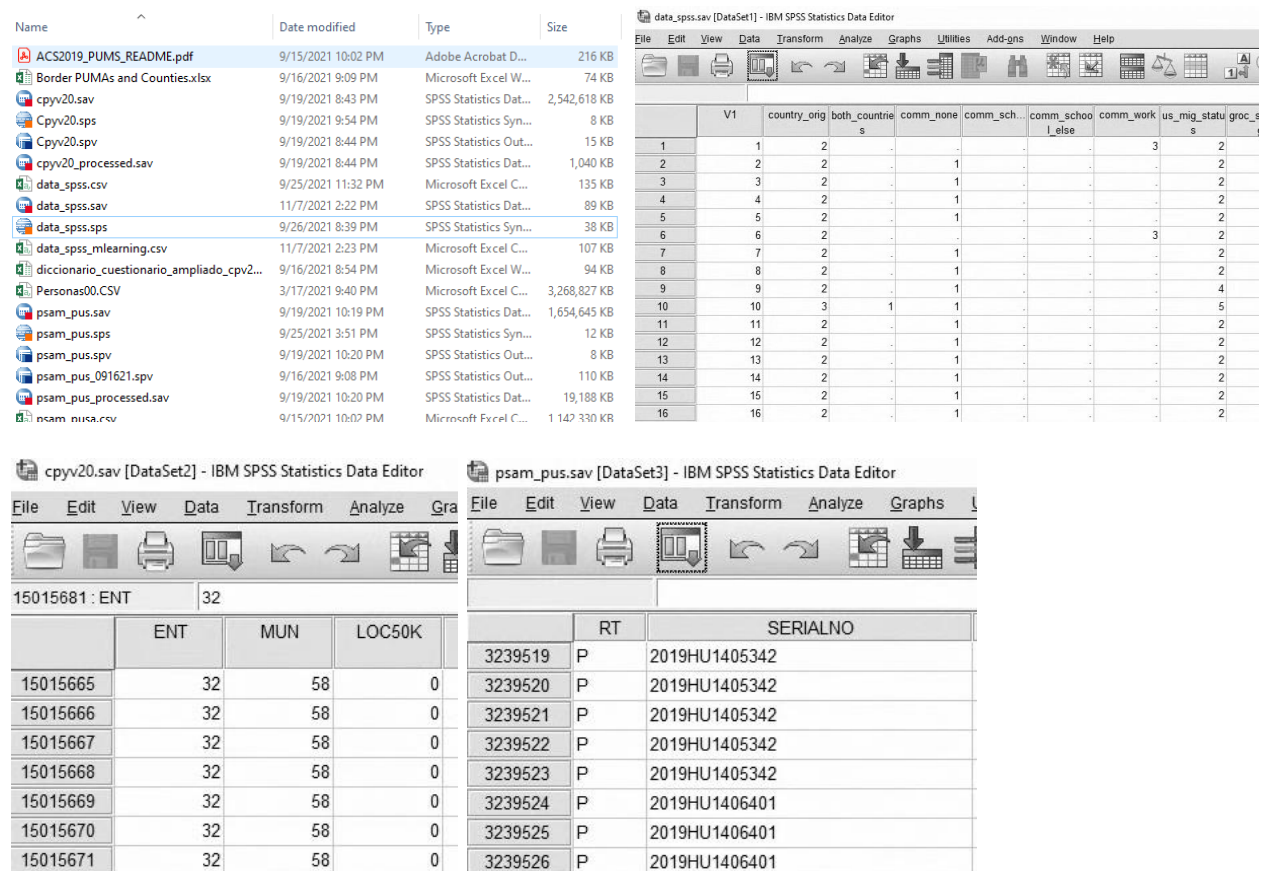 Name Date modified Type Size
ACS2019_PUMS_README.pdf 9/15/2021 10:02 PM Adobe Acrobat D... 216 KB
Border PUMAs and Counties.xlsx 9/16/2021 9:09 PM Microsoft Excel W... 74 KB
cpyv20.sav 9/19/2021 8:43 PM SPSS Statistics Dat... 2,542,618 KB
Cpyv20.sps 9/19/2021 9:54 PM SPSS Statistics Syn... 8 KB
Cpyv20.spv 9/19/2021 8:44 PM SPSS Statistics Out... 15 KB
cpyv20_processed.sav 9/19/2021 8:44 PM SPSS Statistics Dat... 1,040 KB
data_spss.csv 9/25/2021 11:32 PM Microsoft Excel C... 135 KB
data_spss.sav 11/7/2021 2:22 PM SPSS Statistics Dat... 89 KB
data_spss.sps 9/26/2021 8:39 PM SPSS Statistics Syn... 38 KB
data_spss_mlearning.csv 11/7/2021 2:23 PM Microsoft Excel C... 107 KB
diccionario_cuestionario_ampliado_cpv2... 9/16/2021 8:54 PM Microsoft Excel W... 94 KB
Personas00.CSV 3/17/2021 9:40 PM Microsoft Excel C... 3,268,827 KB
psam_pus.sav 9/19/2021 10:19 PM SPSS Statistics Dat... 1,654,645 KB
psam_pus.sps 9/25/2021 3:51 PM SPSS Statistics Syn... 12 KB
psam_pus.spv 9/19/2021 10:20 PM SPSS Statistics Out... 8 KB
psam_pus_091621.spv 9/16/2021 9:08 PM SPSS Statistics Out... 110 KB
psam_pus_processed.sav 9/19/2021 10:20 PM SPSS Statistics Dat... 19,188 KB
psam_pusa.csv 9/15/2021 10:02 PM Microsoft Excel C... 1,142,330 KB
data_spss.sav [DataSet1] - IBM SPSS Statistics Data Editor
File Edit View Data Transform Analyze Graphs Utilities Add-ons Window Help
V1 country_orig both_countries comm_none comm_sch... comm_school_else comm_work us_mig_status groc_s
1 1 2 . . . . 3 2
2 2 2 . 1 . . . 2
3 3 2 . 1 . . . 2
4 4 2 . 1 . . . 2
5 5 2 . 1 . . . 2
6 6 2 . . . . 3 2
7 7 2 . 1 . . . 2
8 8 2 . 1 . . . 2
9 9 2 . 1 . . . 4
10 10 3 1 1 . . . 5
11 11 2 . 1 . . . 2
12 12 2 . 1 . . . 2
13 13 2 . 1 . . . 2
14 14 2 . 1 . . . 2
15 15 2 . 1 . . . 2
16 16 2 . 1 . . . 2
cpyv20.sav [DataSet2] - IBM SPSS Statistics Data Editor
File Edit View Data Transform Analyze Gra
15015681 : ENT 32
ENT MUN LOC50K
15015665 32 58 0
15015666 32 58 0
15015667 32 58 0
15015668 32 58 0
15015669 32 58 0
15015670 32 58 0
15015671 32 58 0
psam_pus.sav [DataSet3] - IBM SPSS Statistics Data Editor
File Edit View Data Transform Analyze Graphs
RT SERIALNO
3239519 P 2019HU1405342
3239520 P 2019HU1405342
3239521 P 2019HU1405342
3239522 P 2019HU1405342
3239523 P 2019HU1405342
3239524 P 2019HU1406401
3239525 P 2019HU1406401
3239526 P 2019HU1406401